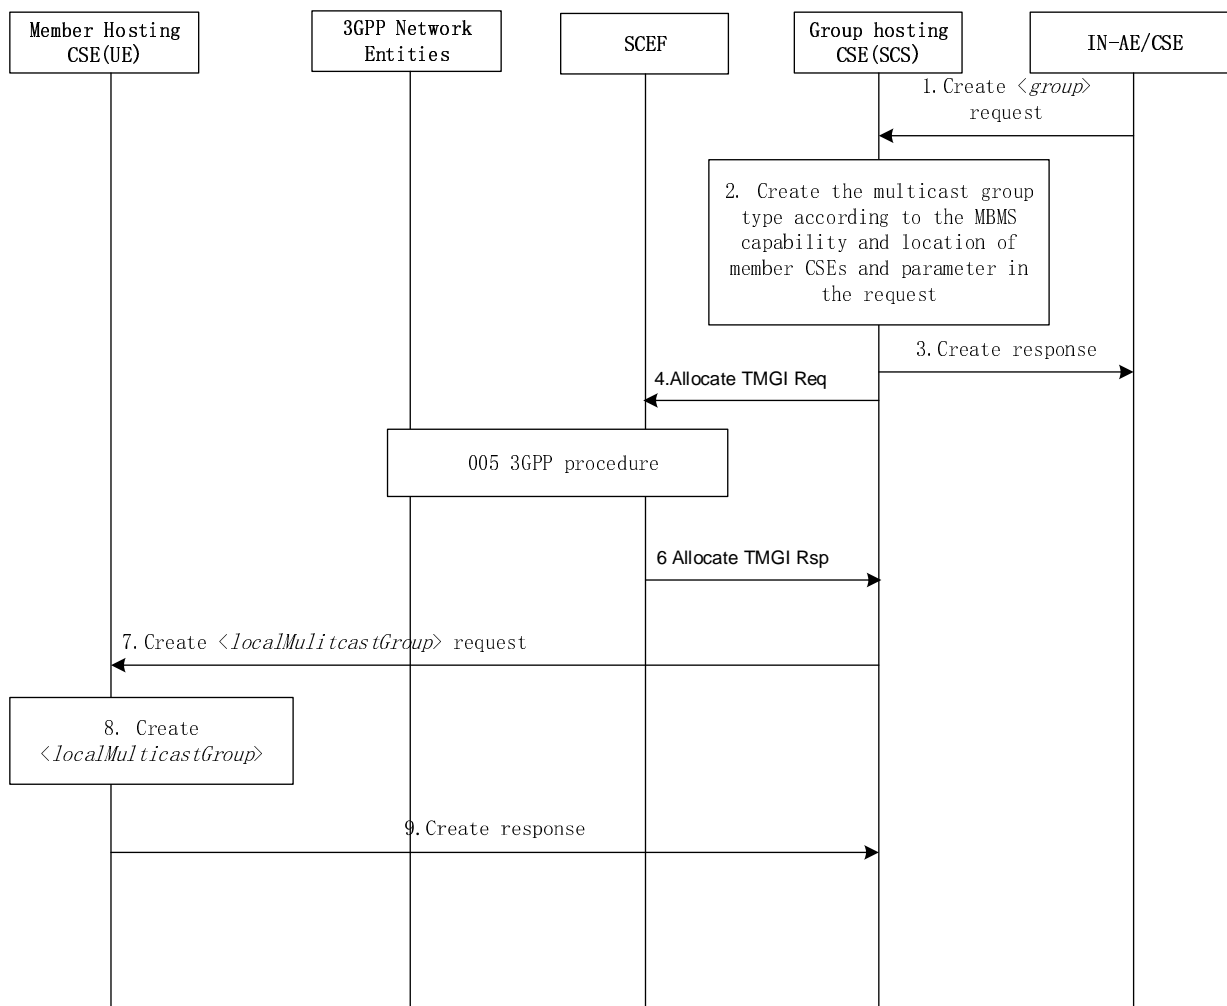 Member Hosting
CSE(UE)
3GPP Network
Entities
SCEF
Group hosting
CSE(SCS)
IN-AE/CSE
1.Create <group>
request
2. Create the multicast group
type according to the MBMS
capability and location of
member CSEs and parameter in
the request
3.Create response
4.Allocate TMGI Req
005 3GPP procedure
6 Allocate TMGI Rsp
7.Create <localMulitcastGroup> request
8. Create
<localMulticastGroup>
9.Create response